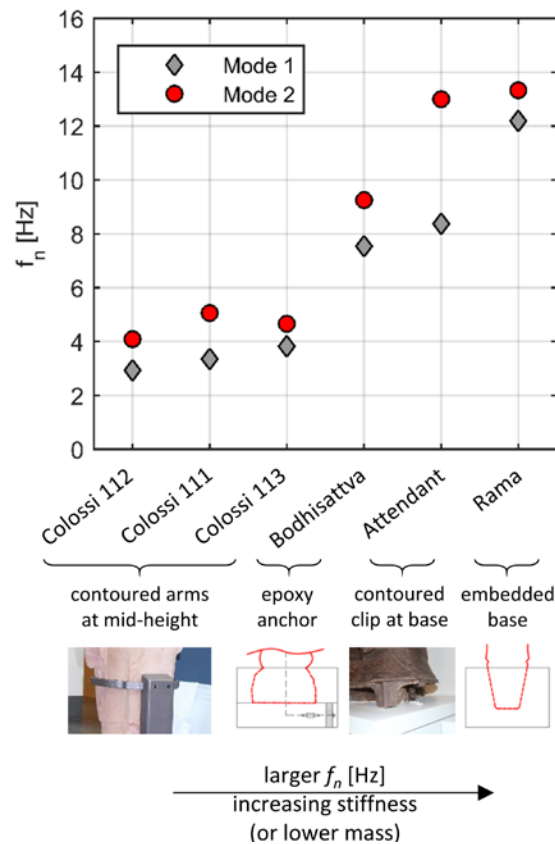 16
14
12
10
8
6
4
2
0
f_n [Hz]
Mode 1
Mode 2
Colossi 112
Colossi 111
Colossi 113
Bodhisattva
Attendant
Rama
contoured arms
at mid-height
epoxy
anchor
contoured
clip at base
embedded
base
larger f_n [Hz]
increasing stiffness
(or lower mass)